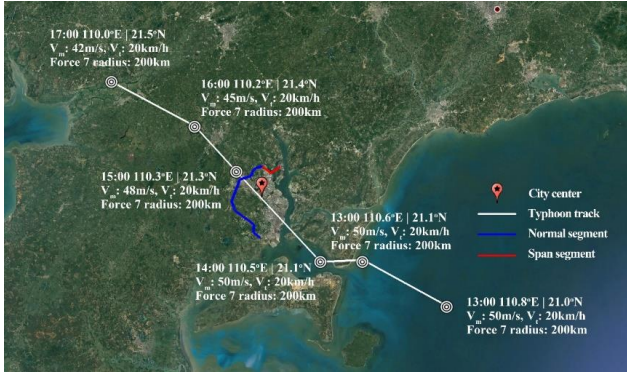 17:00 110.0°E | 21.5°N
Vm: 42m/s, Vt: 20km/h
Force 7 radius: 200km
16:00 110.2°E | 21.4°N
Vm: 45m/s, Vt: 20km/h
Force 7 radius: 200km
15:00 110.3°E | 21.3°N
Vm: 48m/s, Vt: 20km/h
Force 7 radius: 200km
13:00 110.6°E | 21.1°N
Vm: 50m/s, Vt: 20km/h
Force 7 radius: 200km
14:00 110.5°E | 21.1°N
Vm: 50m/s, Vt: 20km/h
Force 7 radius: 200km
13:00 110.8°E | 21.0°N
Vm: 50m/s, Vt: 20km/h
Force 7 radius: 200km
City center
Typhoon track
Normal segment
Span segment